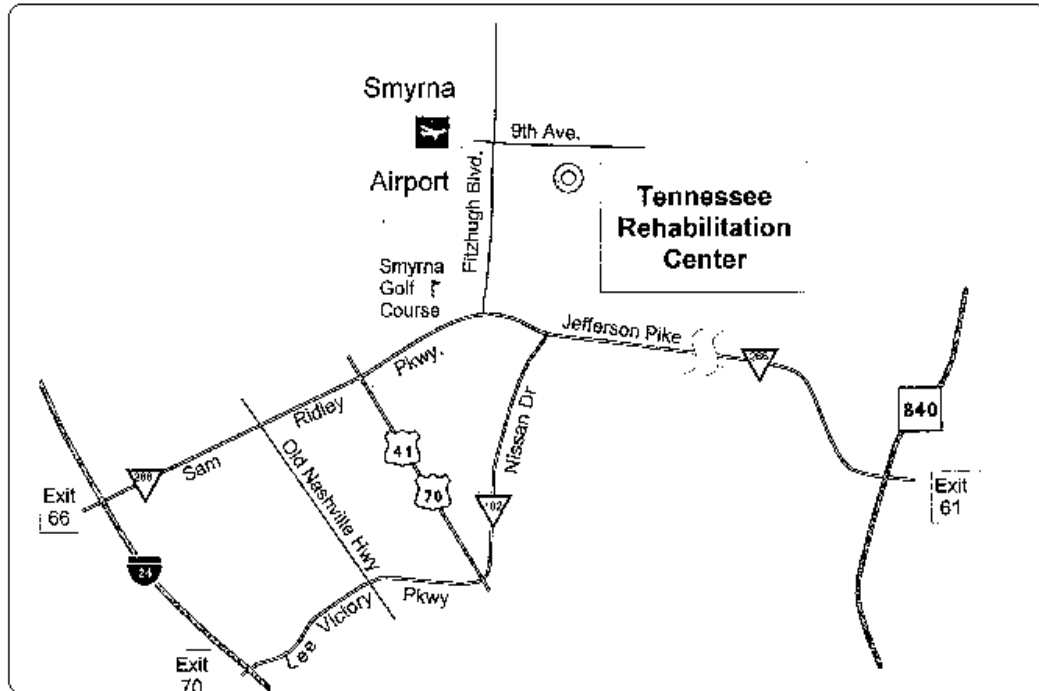 Smyrna
Airport
9th Ave.
Fitzhugh Blvd.
Tennessee
Rehabilitation
Center
Smyrna
Golf
Course
Jefferson Pike
Sam Ridley Pkwy.
266
840
Nissan Dr
41
70
Old Nashville Hwy
102
Exit
66
Exit
61
24
Lee Victory Pkwy
Exit
70